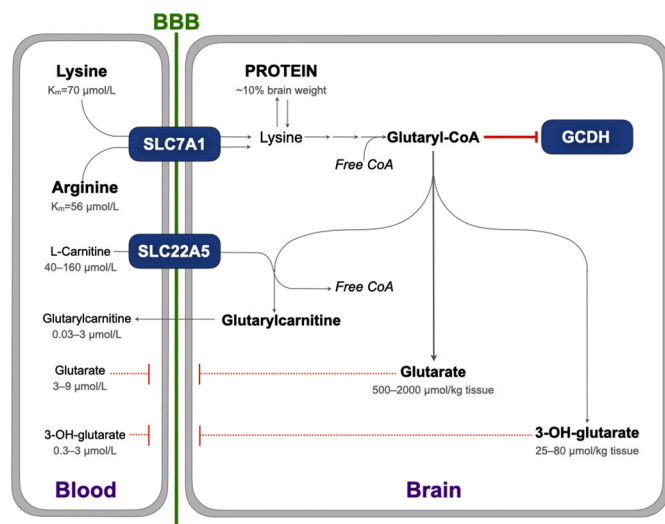 BBB
Lysine
Kₘ=70 µmol/L
PROTEIN
~10% brain weight
SLC7A1
Lysine
Glutaryl-CoA
GCDH
Free CoA
Arginine
Kₘ=56 µmol/L
L-Carnitine
40–160 µmol/L
SLC22A5
Free CoA
Glutarylcarnitine
0.03–3 µmol/L
Glutarylcarnitine
Glutarate
3–9 µmol/L
Glutarate
500–2000 µmol/kg tissue
3-OH-glutarate
0.3–3 µmol/L
3-OH-glutarate
25–80 µmol/kg tissue
Blood
Brain